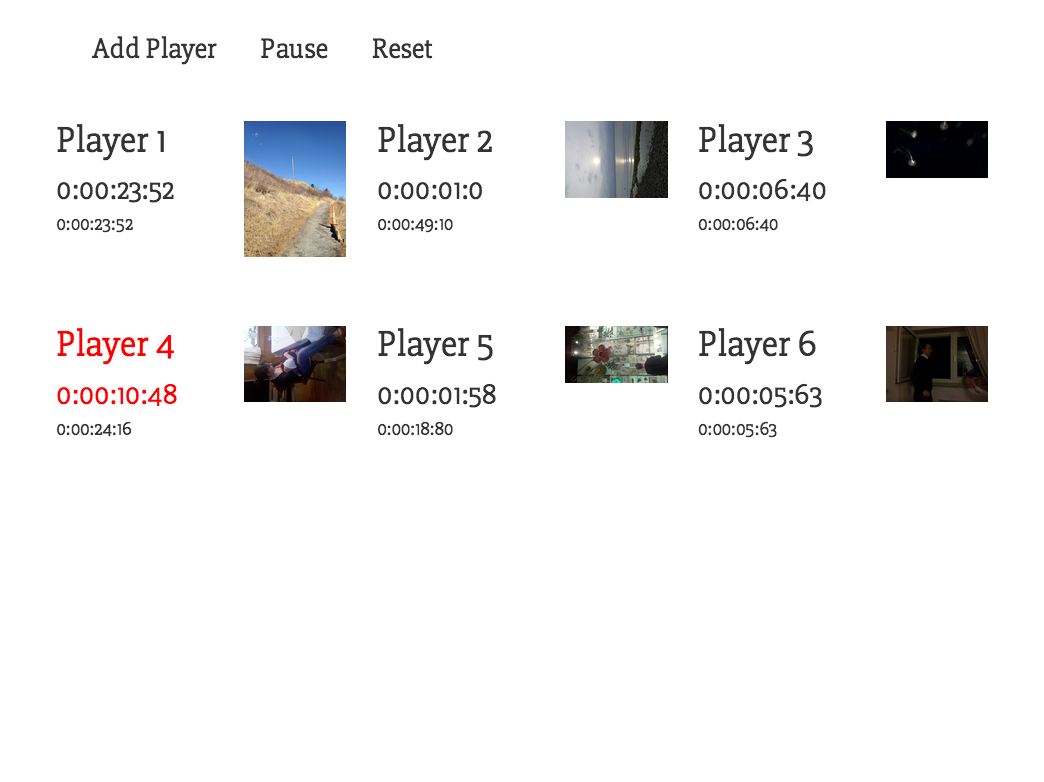 Add Player Pause Reset
Player 1
0:00:23:52
0:00:23:52
Player 2
0:00:01:0
0:00:49:10
Player 3
0:00:06:40
0:00:06:40
Player 4
0:00:10:48
0:00:24:16
Player 5
0:00:01:58
0:00:18:80
Player 6
0:00:05:63
0:00:05:63